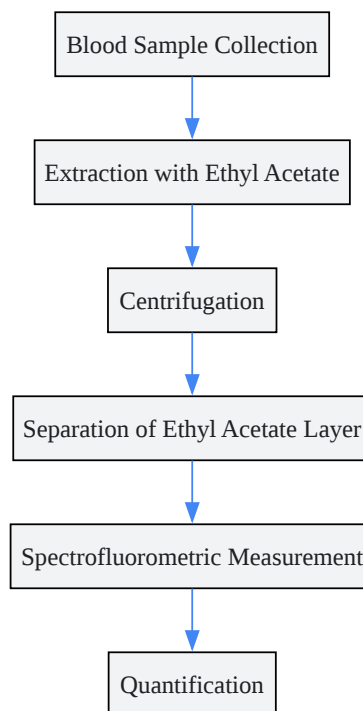 Blood Sample Collection
Extraction with Ethyl Acetate
Centrifugation
Separation of Ethyl Acetate Layer
Spectrofluorometric Measurement
Quantification